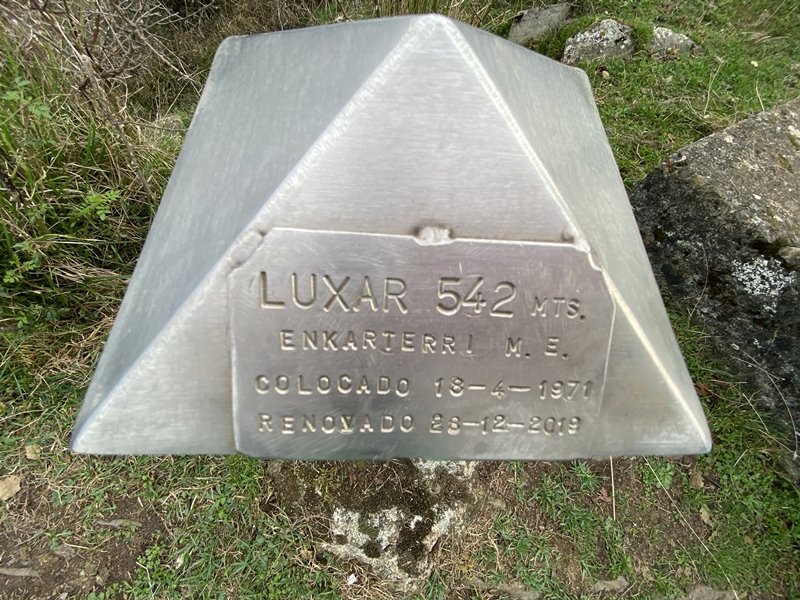 LUXAR 542 MTS.
ENKARTERRI M. E.
COLOCADO 18-4-1971
RENOVADO 28-12-2019